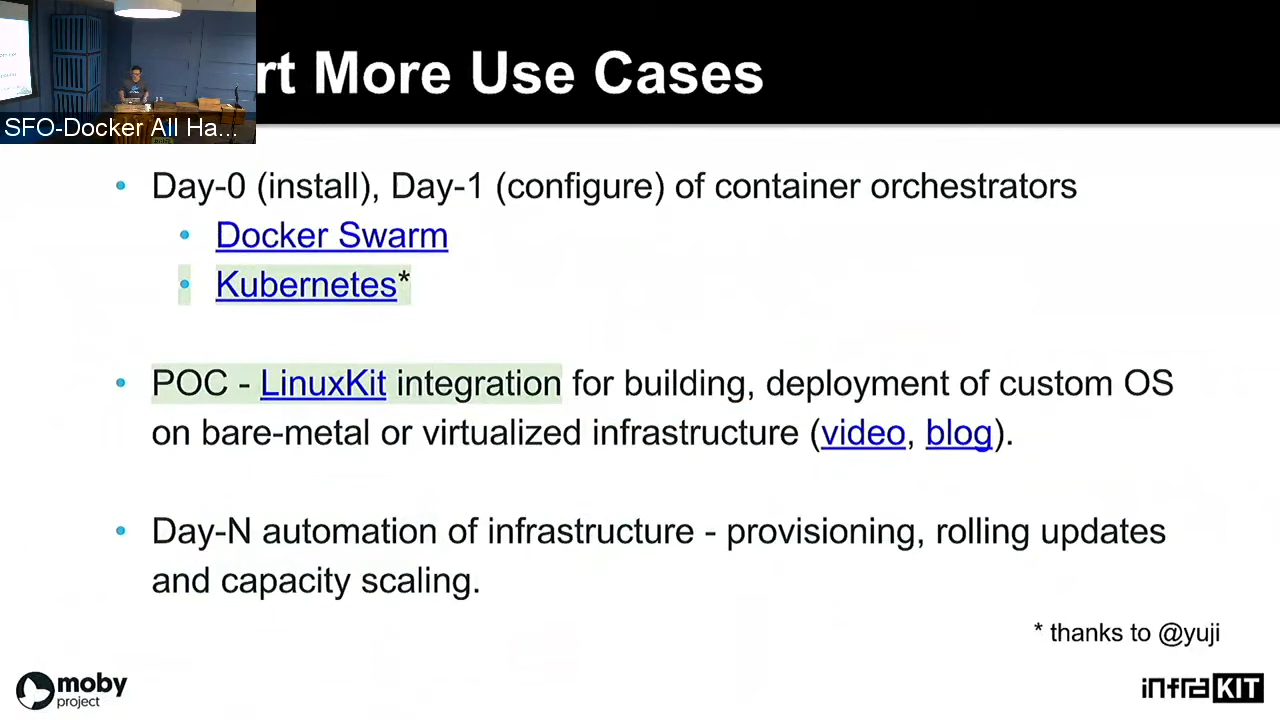 rt More Use Cases
SFO-Docker All Ha...
• Day-0 (install), Day-1 (configure) of container orchestrators
• Docker Swarm
• Kubernetes*
• POC - LinuxKit integration for building, deployment of custom OS
on bare-metal or virtualized infrastructure (video, blog).
• Day-N automation of infrastructure - provisioning, rolling updates
and capacity scaling.
* thanks to @yuji
moby
project
infraKIT